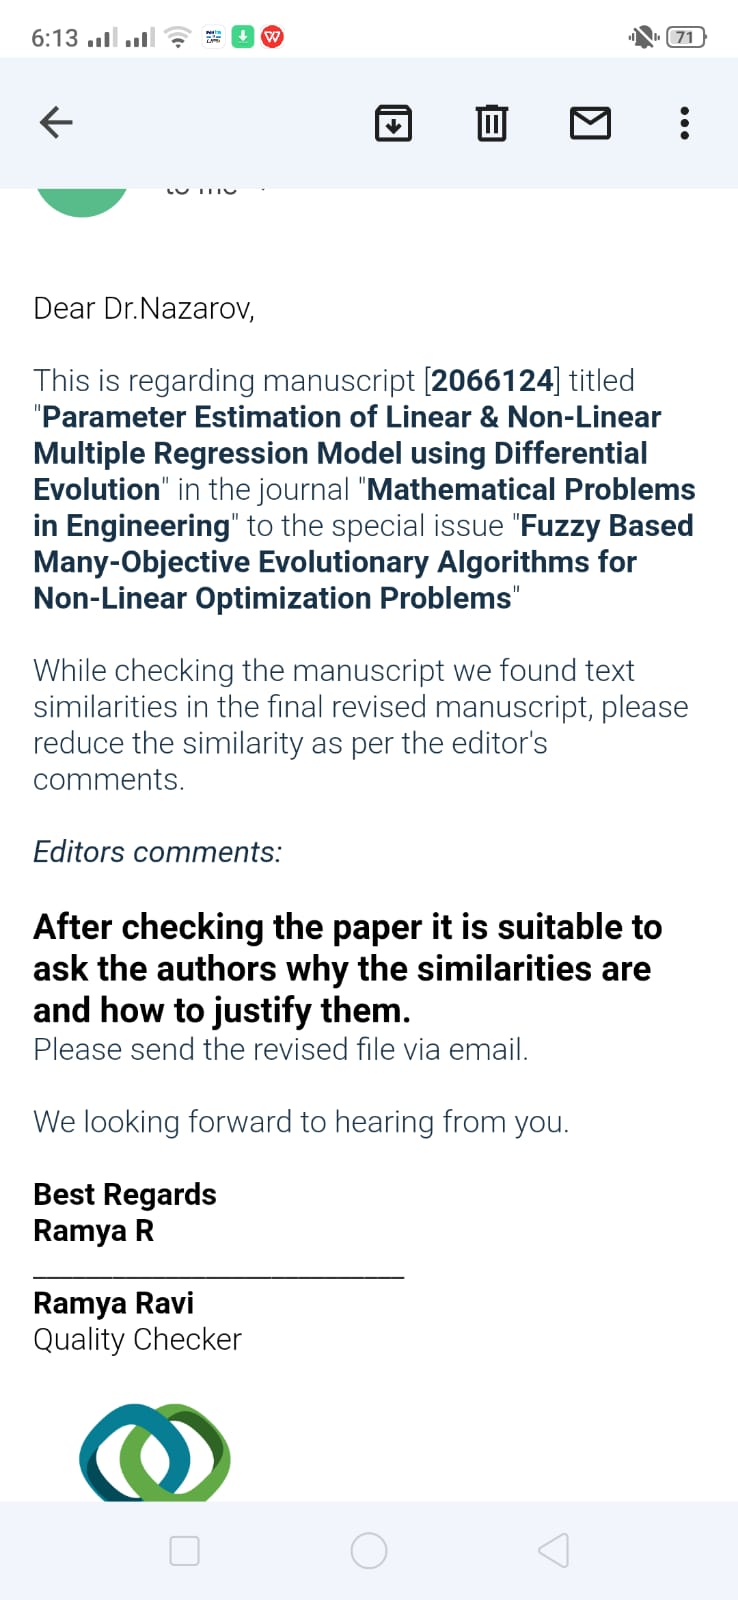 6:13
71
Dear Dr.Nazarov,
This is regarding manuscript [2066124] titled
"Parameter Estimation of Linear & Non-Linear
Multiple Regression Model using Differential
Evolution" in the journal "Mathematical Problems
in Engineering" to the special issue "Fuzzy Based
Many-Objective Evolutionary Algorithms for
Non-Linear Optimization Problems"
While checking the manuscript we found text
similarities in the final revised manuscript, please
reduce the similarity as per the editor's
comments.
Editors comments:
After checking the paper it is suitable to
ask the authors why the similarities are
and how to justify them.
Please send the revised file via email.
We looking forward to hearing from you.
Best Regards
Ramya R
Ramya Ravi
Quality Checker